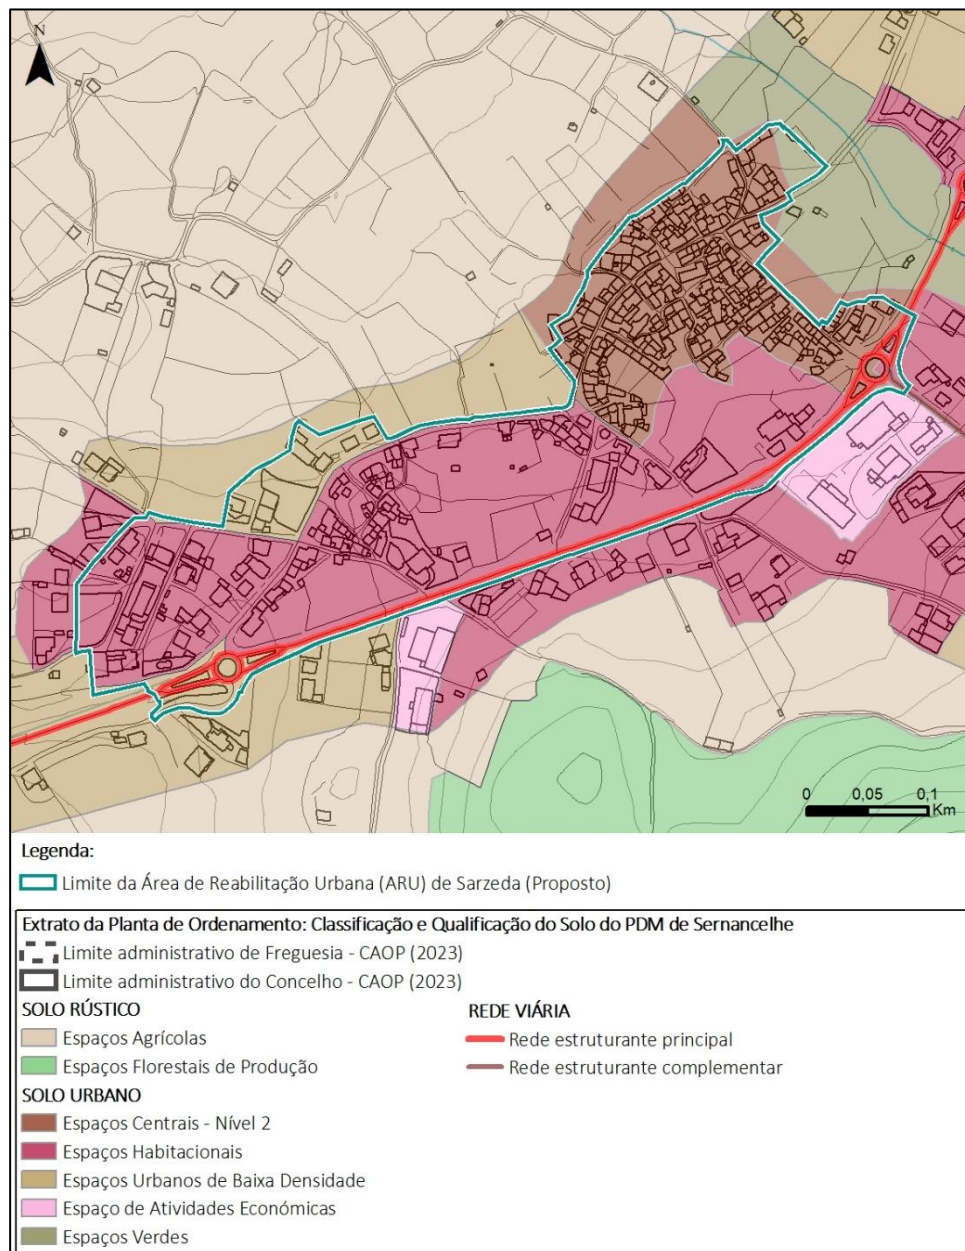 N
0 0,05 0,1
Km
Legenda:
Limite da Área de Reabilitação Urbana (ARU) de Sarzeda (Proposto)
Extrato da Planta de Ordenamento: Classificação e Qualificação do Solo do PDM de Sernancelhe
Limite administrativo de Freguesia - CAOP (2023)
Limite administrativo do Concelho - CAOP (2023)
SOLO RÚSTICO
Espaços Agrícolas
Espaços Florestais de Produção
REDE VIÁRIA
Rede estruturante principal
Rede estruturante complementar
SOLO URBANO
Espaços Centrais - Nível 2
Espaços Habitacionais
Espaços Urbanos de Baixa Densidade
Espaço de Atividades Económicas
Espaços Verdes